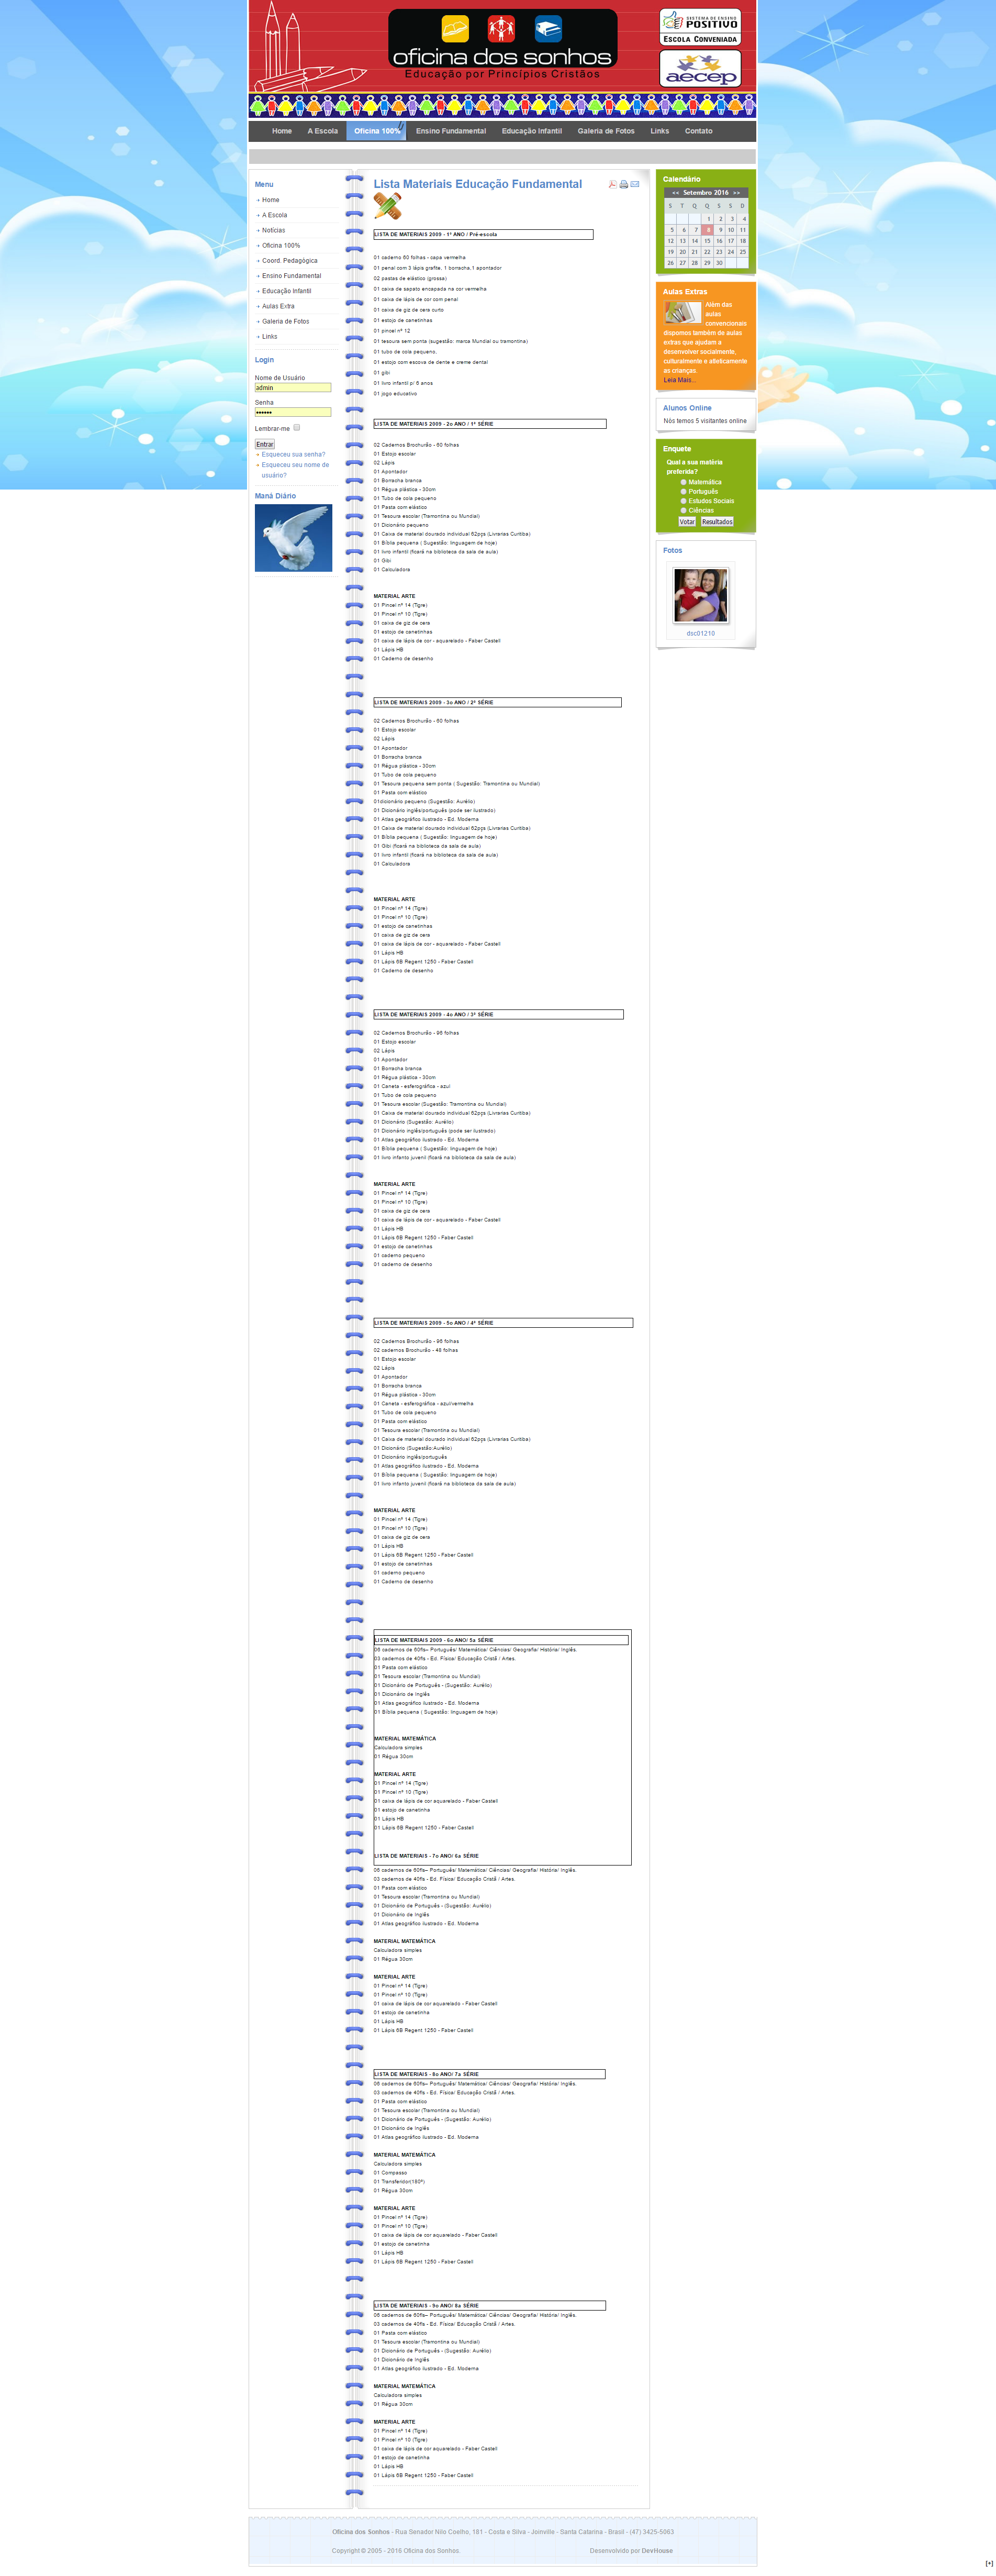 oficina dos sonhos
Educação por Princípios Cristãos
SISTEMA DE ENSINO
POSITIVO
ESCOLA CONVENIADA
aecep
Home A Escola Oficina 100% Ensino Fundamental Educação Infantil Galeria de Fotos Links Contato
Menu
Home
A Escola
Notícias
Oficina 100%
Coord. Pedagógica
Ensino Fundamental
Educação Infantil
Aulas Extra
Galeria de Fotos
Links
Login
Nome de Usuário
admin
Senha
••••••
Lembrar-me
Entrar
Esqueceu sua senha?
Esqueceu seu nome de
usuário?
Maná Diário
Lista Materiais Educação Fundamental
LISTA DE MATERIAIS 2009 - 1º ANO / Pré-escola
01 caderno 60 folhas - capa vermelha
01 penal com 3 lápis grafite, 1 borracha,1 apontador
02 pastas de elástico (grossa)
01 caixa de sapato encapada na cor vermelha
01 caixa de lápis de cor com penal
01 caixa de giz de cera curto
01 estojo de canetinhas
01 pincel nº 12
01 tesoura sem ponta (sugestão: marca Mundial ou tramontina)
01 tubo de cola pequeno,
01 estojo com escova de dente e creme dental
01 gibi
01 livro infantil p/ 6 anos
01 jogo educativo
LISTA DE MATERIAIS 2009 - 2o ANO / 1ª SÉRIE
02 Cadernos Brochurão - 60 folhas
01 Estojo escolar
02 Lápis
01 Apontador
01 Borracha branca
01 Régua plástica - 30cm
01 Tubo de cola pequeno
01 Pasta com elástico
01 Tesoura escolar (Tramontina ou Mundial)
01 Dicionário pequeno
01 Caixa de material dourado individual 62pçs (Livrarias Curitiba)
01 Bíblia pequena ( Sugestão: linguagem de hoje)
01 livro infantil (ficará na biblioteca da sala de aula)
01 Gibi
01 Calculadora
MATERIAL ARTE
01 Pincel nº 14 (Tigre)
01 Pincel nº 10 (Tigre)
01 caixa de giz de cera
01 estojo de canetinhas
01 caixa de lápis de cor - aquarelado - Faber Castell
01 Lápis HB
01 Caderno de desenho
LISTA DE MATERIAIS 2009 - 3o ANO / 2ª SÉRIE
02 Cadernos Brochurão - 60 folhas
01 Estojo escolar
02 Lápis
01 Apontador
01 Borracha branca
01 Régua plástica - 30cm
01 Tubo de cola pequeno
01 Tesoura pequena sem ponta ( Sugestão: Tramontina ou Mundial)
01 Pasta com elástico
01dicionário pequeno (Sugestão: Aurélio)
01 Dicionário inglês/português (pode ser ilustrado)
01 Atlas geográfico ilustrado - Ed. Moderna
01 Caixa de material dourado individual 62pçs (Livrarias Curitiba)
01 Bíblia pequena ( Sugestão: linguagem de hoje)
01 Gibi (ficará na biblioteca da sala de aula)
01 livro infantil (ficará na biblioteca da sala de aula)
01 Calculadora
MATERIAL ARTE
01 Pincel nº 14 (Tigre)
01 Pincel nº 10 (Tigre)
01 estojo de canetinhas
01 caixa de giz de cera
01 caixa de lápis de cor - aquarelado - Faber Castell
01 Lápis HB
01 Lápis 6B Regent 1250 - Faber Castell
01 Caderno de desenho
LISTA DE MATERIAIS 2009 - 4o ANO / 3ª SÉRIE
02 Cadernos Brochurão - 96 folhas
01 Estojo escolar
02 Lápis
01 Apontador
01 Borracha branca
01 Régua plástica - 30cm
01 Caneta - esferográfica - azul
01 Tubo de cola pequeno
01 Tesoura escolar (Sugestão: Tramontina ou Mundial)
01 Caixa de material dourado individual 62pçs (Livrarias Curitiba)
01 Dicionário (Sugestão: Aurélio)
01 Dicionário inglês/português (pode ser ilustrado)
01 Atlas geográfico ilustrado - Ed. Moderna
01 Bíblia pequena ( Sugestão: linguagem de hoje)
01 livro infanto juvenil (ficará na biblioteca da sala de aula)
MATERIAL ARTE
01 Pincel nº 14 (Tigre)
01 Pincel nº 10 (Tigre)
01 caixa de giz de cera
01 caixa de lápis de cor - aquarelado - Faber Castell
01 Lápis HB
01 Lápis 6B Regent 1250 - Faber Castell
01 estojo de canetinhas
01 caderno pequeno
01 caderno de desenho
LISTA DE MATERIAIS 2009 - 5o ANO / 4ª SÉRIE
02 Cadernos Brochurão - 96 folhas
02 cadernos Brochurão - 48 folhas
01 Estojo escolar
02 Lápis
01 Apontador
01 Borracha branca
01 Régua plástica - 30cm
01 Caneta - esferográfica - azul/vermelha
01 Tubo de cola pequeno
01 Pasta com elástico
01 Tesoura escolar (Tramontina ou Mundial)
01 Caixa de material dourado individual 62pçs (Livrarias Curitiba)
01 Dicionário (Sugestão:Aurélio)
01 Dicionário inglês/português
01 Atlas geográfico ilustrado - Ed. Moderna
01 Bíblia pequena ( Sugestão: linguagem de hoje)
01 livro infanto juvenil (ficará na biblioteca da sala de aula)
MATERIAL ARTE
01 Pincel nº 14 (Tigre)
01 Pincel nº 10 (Tigre)
01 caixa de giz de cera
01 Lápis HB
01 Lápis 6B Regent 1250 - Faber Castell
01 estojo de canetinhas
01 caderno pequeno
01 Caderno de desenho
LISTA DE MATERIAIS 2009 - 6o ANO/ 5a SÉRIE
06 cadernos de 60fls– Português/ Matemática/ Ciências/ Geografia/ História/ Inglês.
03 cadernos de 40fls - Ed. Física/ Educação Cristã / Artes.
01 Pasta com elástico
01 Tesoura escolar (Tramontina ou Mundial)
01 Dicionário de Português - (Sugestão: Aurélio)
01 Dicionário de Inglês
01 Atlas geográfico ilustrado - Ed. Moderna
01 Bíblia pequena ( Sugestão: linguagem de hoje)
MATERIAL MATEMÁTICA
Calculadora simples
01 Régua 30cm
MATERIAL ARTE
01 Pincel nº 14 (Tigre)
01 Pincel nº 10 (Tigre)
01 caixa de lápis de cor aquarelado - Faber Castell
01 estojo de canetinha
01 Lápis HB
01 Lápis 6B Regent 1250 - Faber Castell
LISTA DE MATERIAIS - 7o ANO/ 6a SÉRIE
06 cadernos de 60fls– Português/ Matemática/ Ciências/ Geografia/ História/ Inglês.
03 cadernos de 40fls - Ed. Física/ Educação Cristã / Artes.
01 Pasta com elástico
01 Tesoura escolar (Tramontina ou Mundial)
01 Dicionário de Português - (Sugestão: Aurélio)
01 Dicionário de Inglês
01 Atlas geográfico ilustrado - Ed. Moderna
MATERIAL MATEMÁTICA
Calculadora simples
01 Régua 30cm
MATERIAL ARTE
01 Pincel nº 14 (Tigre)
01 Pincel nº 10 (Tigre)
01 caixa de lápis de cor aquarelado - Faber Castell
01 estojo de canetinha
01 Lápis HB
01 Lápis 6B Regent 1250 - Faber Castell
LISTA DE MATERIAIS - 8o ANO/ 7a SÉRIE
06 cadernos de 60fls– Português/ Matemática/ Ciências/ Geografia/ História/ Inglês.
03 cadernos de 40fls - Ed. Física/ Educação Cristã / Artes.
01 Pasta com elástico
01 Tesoura escolar (Tramontina ou Mundial)
01 Dicionário de Português - (Sugestão: Aurélio)
01 Dicionário de Inglês
01 Atlas geográfico ilustrado - Ed. Moderna
MATERIAL MATEMÁTICA
Calculadora simples
01 Compasso
01 Transferidor(180º)
01 Régua 30cm
MATERIAL ARTE
01 Pincel nº 14 (Tigre)
01 Pincel nº 10 (Tigre)
01 caixa de lápis de cor aquarelado - Faber Castell
01 estojo de canetinha
01 Lápis HB
01 Lápis 6B Regent 1250 - Faber Castell
LISTA DE MATERIAIS - 9o ANO/ 8a SÉRIE
06 cadernos de 60fls– Português/ Matemática/ Ciências/ Geografia/ História/ Inglês.
03 cadernos de 40fls - Ed. Física/ Educação Cristã / Artes.
01 Pasta com elástico
01 Tesoura escolar (Tramontina ou Mundial)
01 Dicionário de Português - (Sugestão: Aurélio)
01 Dicionário de Inglês
01 Atlas geográfico ilustrado - Ed. Moderna
MATERIAL MATEMÁTICA
Calculadora simples
01 Régua 30cm
MATERIAL ARTE
01 Pincel nº 14 (Tigre)
01 Pincel nº 10 (Tigre)
01 caixa de lápis de cor aquarelado - Faber Castell
01 estojo de canetinha
01 Lápis HB
01 Lápis 6B Regent 1250 - Faber Castell
Calendário
<< Setembro 2016 >>
S T Q Q S S D
1 2 3 4
5 6 7 8 9 10 11
12 13 14 15 16 17 18
19 20 21 22 23 24 25
26 27 28 29 30
Aulas Extras
Além das
aulas
convencionais
dispomos também de aulas
extras que ajudam a
desenvolver socialmente,
culturalmente e atleticamente
as crianças.
Leia Mais...
Alunos Online
Nós temos 5 visitantes online
Enquete
Qual a sua matéria
preferida?
Matemática
Português
Estudos Sociais
Ciências
Votar Resultados
Fotos
dsc01210
Oficina dos Sonhos - Rua Senador Nilo Coelho, 181 - Costa e Silva - Joinville - Santa Catarina - Brasil - (47) 3425-5063
Copyright © 2005 - 2016 Oficina dos Sonhos. Desenvolvido por DevHouse
[+]